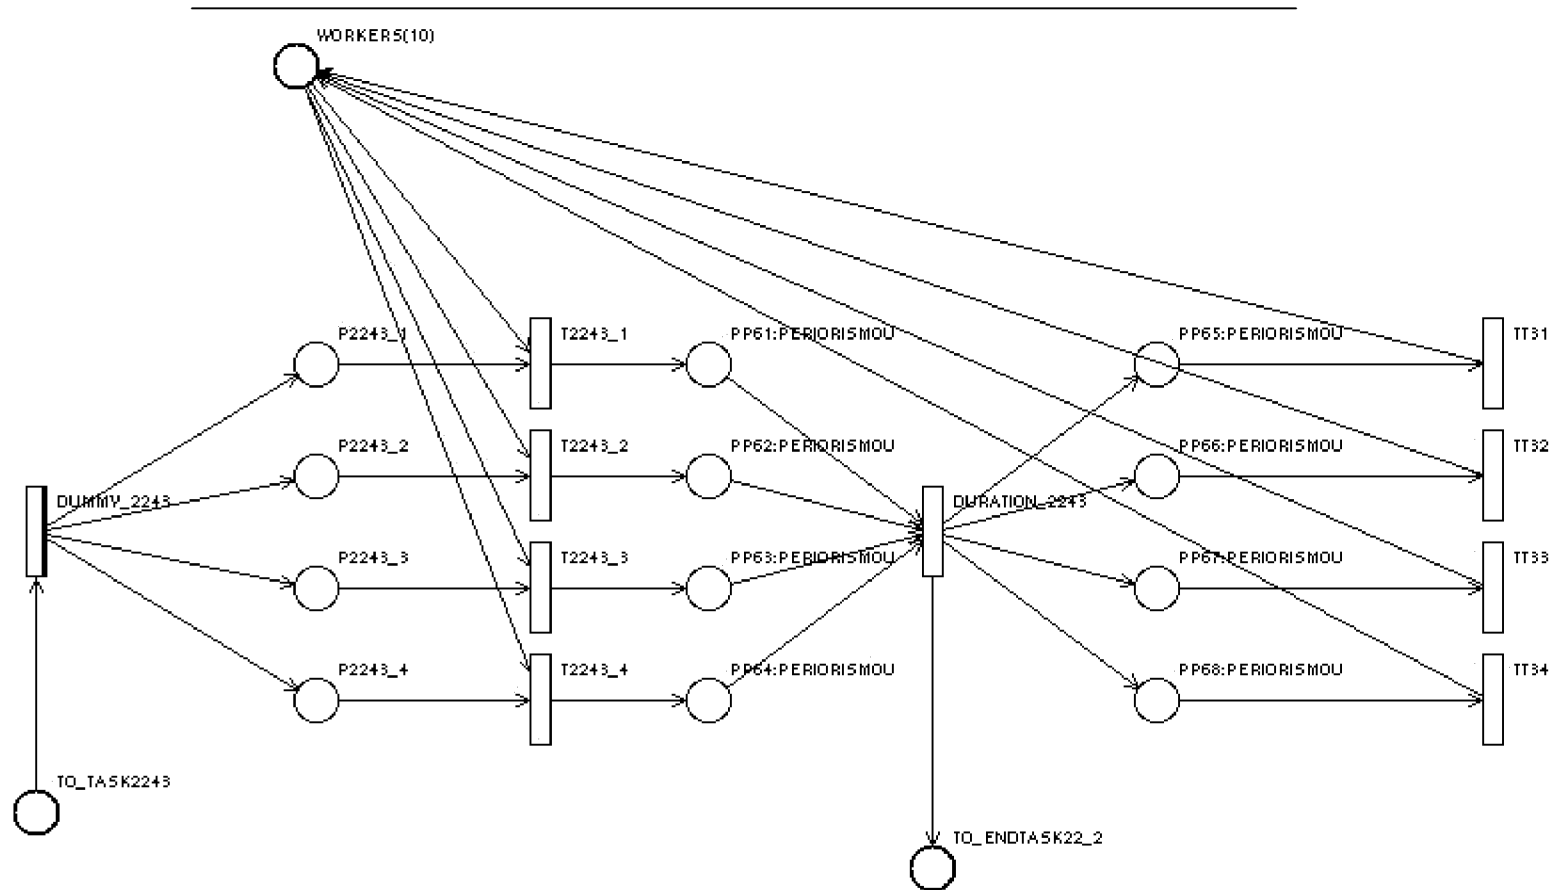 WORKERS(10)
P2243_1
T2243_1
PP61:PERIORISMOU
PP65:PERIORISMOU
TT31
P2243_2
T2243_2
PP62:PERIORISMOU
PP66:PERIORISMOU
TT32
DUMMY_2243
DURATION_2243
P2243_3
T2243_3
PP63:PERIORISMOU
PP67:PERIORISMOU
TT33
P2243_4
T2243_4
PP64:PERIORISMOU
PP68:PERIORISMOU
TT34
TO_TASK2243
TO_ENDTASK22_2